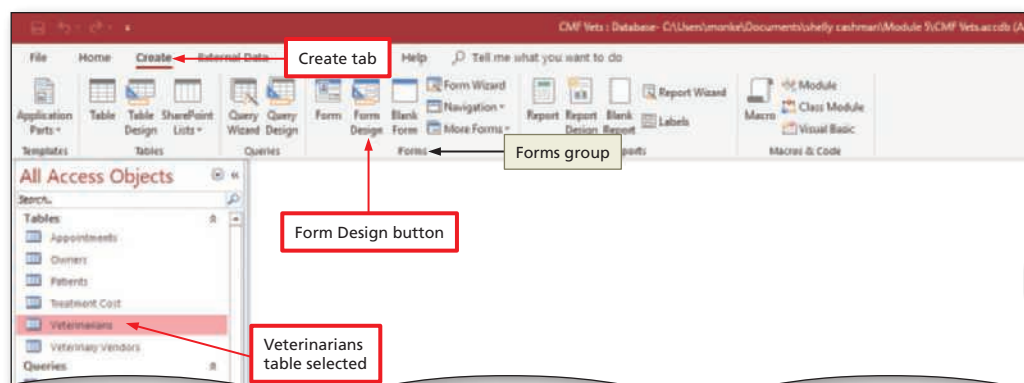 CMF Vets : Database- C:\Users\monke\Documents\shelly cashman\Module 5\CMF Vets.accdb (A
File Home Create External Data Help Tell me what you want to do
Create tab
Application Parts
Table
Table Design
SharePoint Lists
Query Wizard
Query Design
Form
Form Design
Blank Form
Form Wizard
Navigation
More Forms
Report
Report Design
Blank Report
Report Wizard
Labels
Macro
Module
Class Module
Visual Basic
Templates Tables Queries Forms Macros & Code
Forms group
All Access Objects
Search..
Tables
Appointments
Owners
Patients
Treatment Cost
Veterinarians
Veterinary Vendors
Queries
Form Design button
Veterinarians
table selected